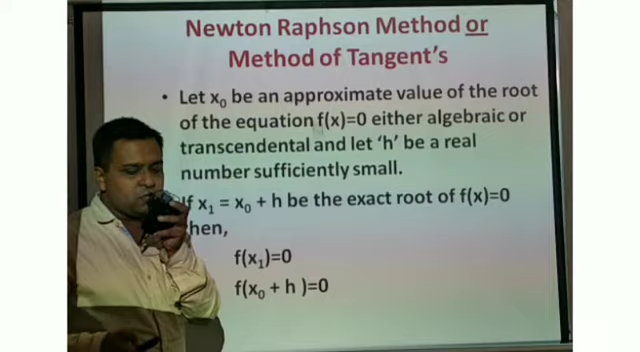 Newton Raphson Method or
Method of Tangent's
• Let x₀ be an approximate value of the root
of the equation f(x)=0 either algebraic or
transcendental and let 'h' be a real
number sufficiently small.
If x₁ = x₀ + h be the exact root of f(x)=0
then,
f(x₁)=0
f(x₀ + h )=0